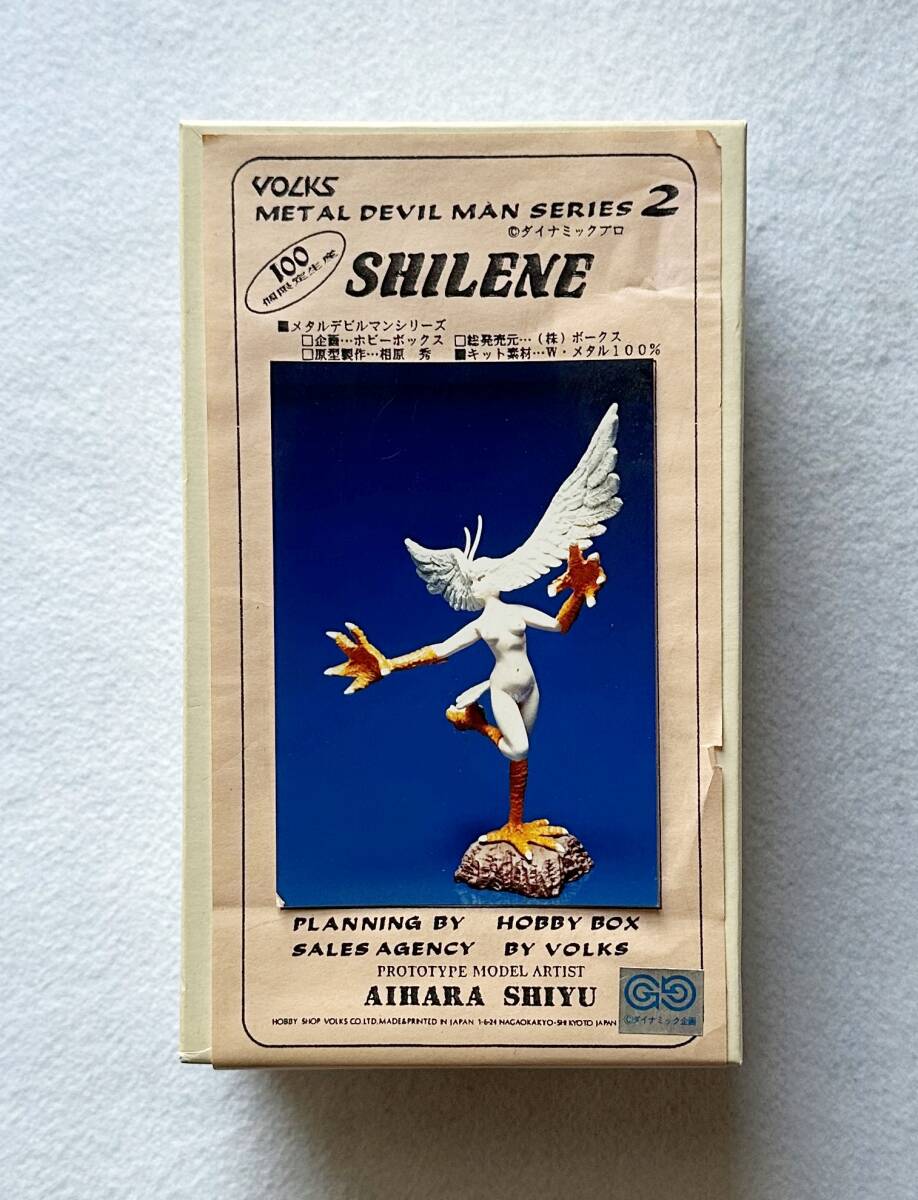 VOLKS
METAL DEVIL MAN SERIES 2
©ダイナミックプロ
100
個限定生産
SHILENE
■メタルデビルマンシリーズ
□企画…ホビーボックス □総発売元…(株)ボークス
□原型製作…相原 秀 ■キット素材…W・メタル100%
PLANNING BY HOBBY BOX
SALES AGENCY BY VOLKS
PROTOTYPE MODEL ARTIST
AIHARA SHIYU
HOBBY SHOP VOLKS CO.LTD. MADE&PRINTED IN JAPAN 1-6-24 NAGAOKAKYO-SHI KYOTO JAPAN
©ダイナミック企画